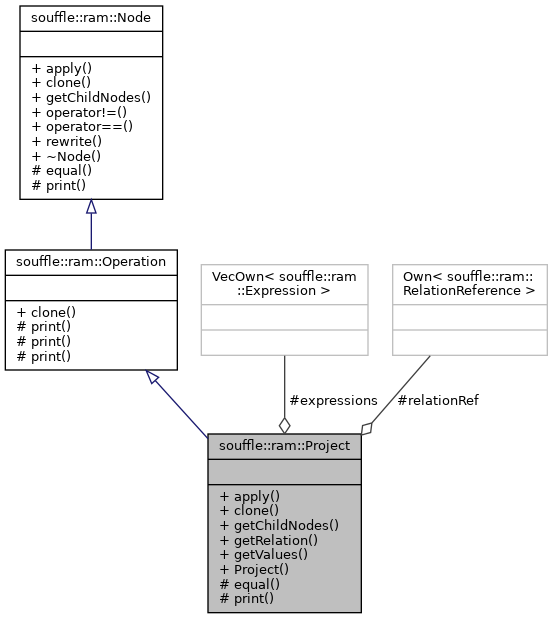 souffle::ram::Node
+ apply()
+ clone()
+ getChildNodes()
+ operator!=()
+ operator==()
+ rewrite()
+ ~Node()
# equal()
# print()
souffle::ram::Operation
+ clone()
# print()
# print()
# print()
VecOwn< souffle::ram
::Expression >
Own< souffle::ram::
RelationReference >
#expressions
#relationRef
souffle::ram::Project
+ apply()
+ clone()
+ getChildNodes()
+ getRelation()
+ getValues()
+ Project()
# equal()
# print()